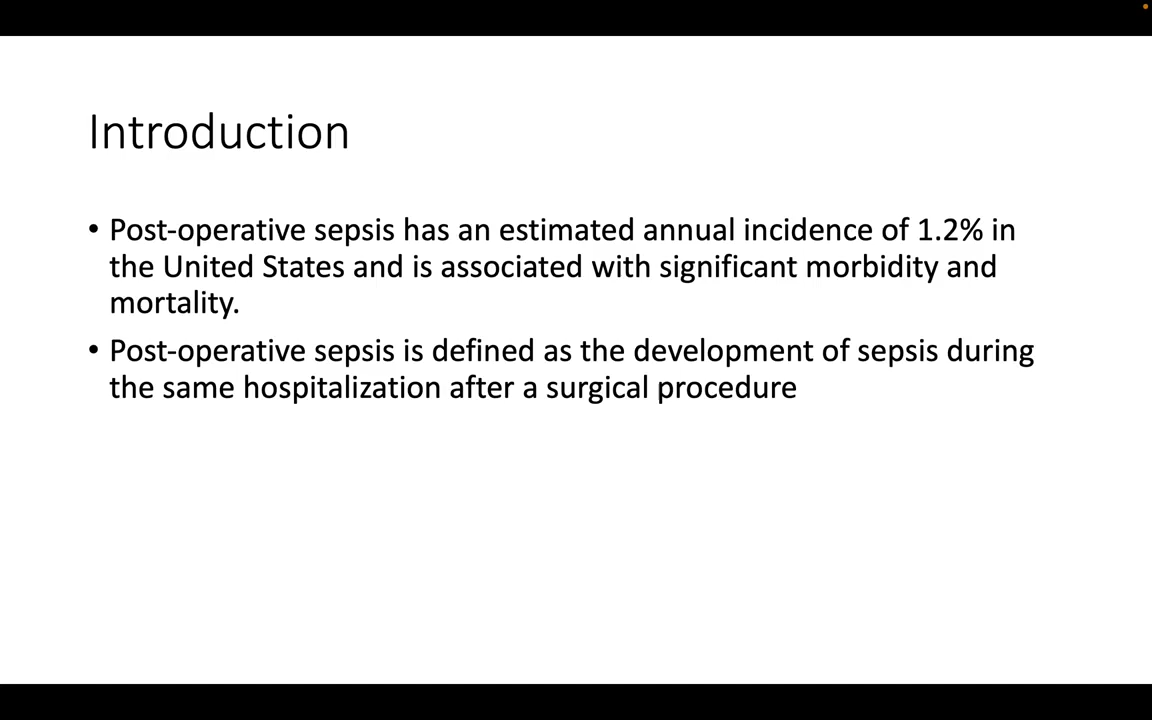 Introduction
• Post-operative sepsis has an estimated annual incidence of 1.2% in
the United States and is associated with significant morbidity and
mortality.
• Post-operative sepsis is defined as the development of sepsis during
the same hospitalization after a surgical procedure